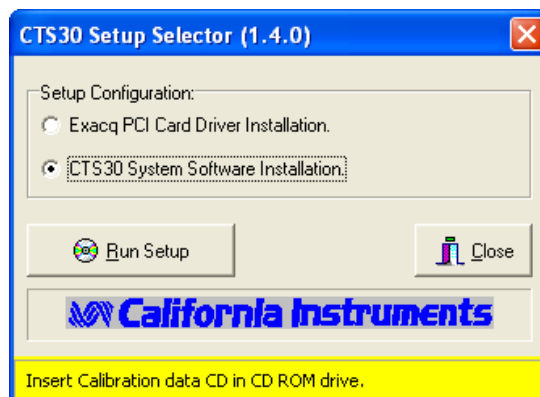 CTS30 Setup Selector (1.4.0)
Setup Configuration:
Exacq PCI Card Driver Installation.
CTS30 System Software Installation.
Run Setup
Close
California Instruments
Insert Calibration data CD in CD ROM drive.